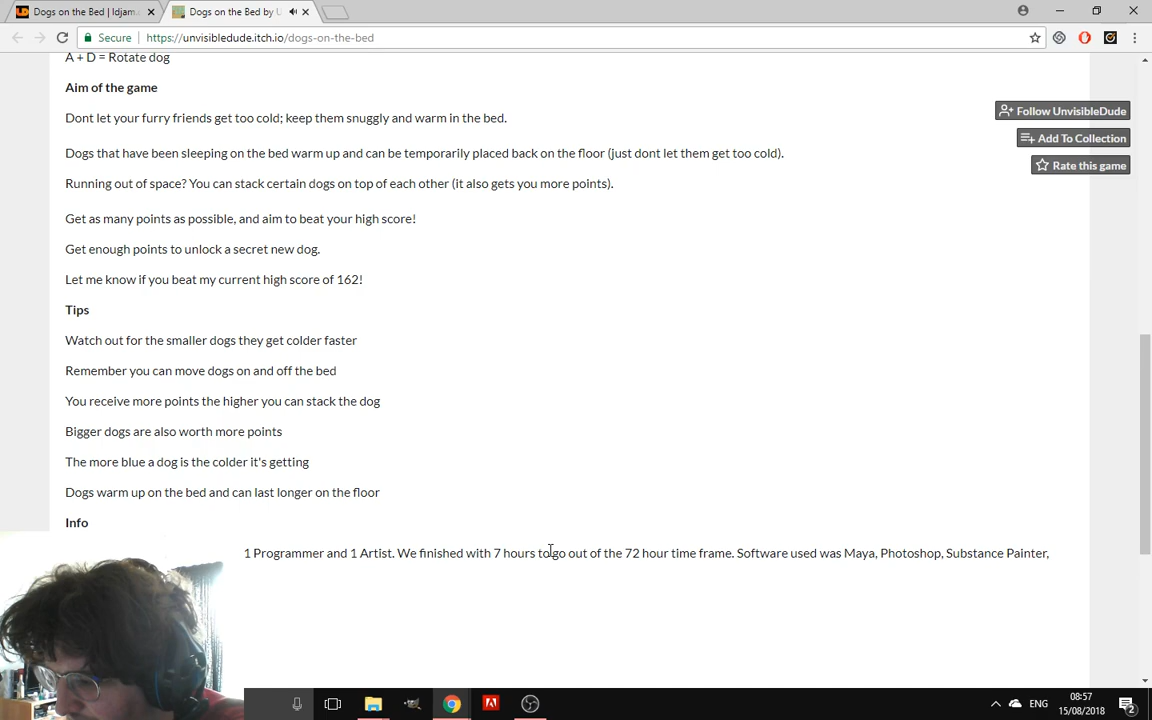 Dogs on the Bed | ldjam.
Dogs on the Bed by U
Secure
https://unvisibledude.itch.io/dogs-on-the-bed
A + D = Rotate dog
Aim of the game
Follow UnvisibleDude
Dont let your furry friends get too cold; keep them snuggly and warm in the bed.
Add To Collection
Dogs that have been sleeping on the bed warm up and can be temporarily placed back on the floor (just dont let them get too cold).
Rate this game
Running out of space? You can stack certain dogs on top of each other (it also gets you more points).
Get as many points as possible, and aim to beat your high score!
Get enough points to unlock a secret new dog.
Let me know if you beat my current high score of 162!
Tips
Watch out for the smaller dogs they get colder faster
Remember you can move dogs on and off the bed
You receive more points the higher you can stack the dog
Bigger dogs are also worth more points
The more blue a dog is the colder it's getting
Dogs warm up on the bed and can last longer on the floor
Info
1 Programmer and 1 Artist. We finished with 7 hours to go out of the 72 hour time frame. Software used was Maya, Photoshop, Substance Painter,
ENG
08:57
15/08/2018
2